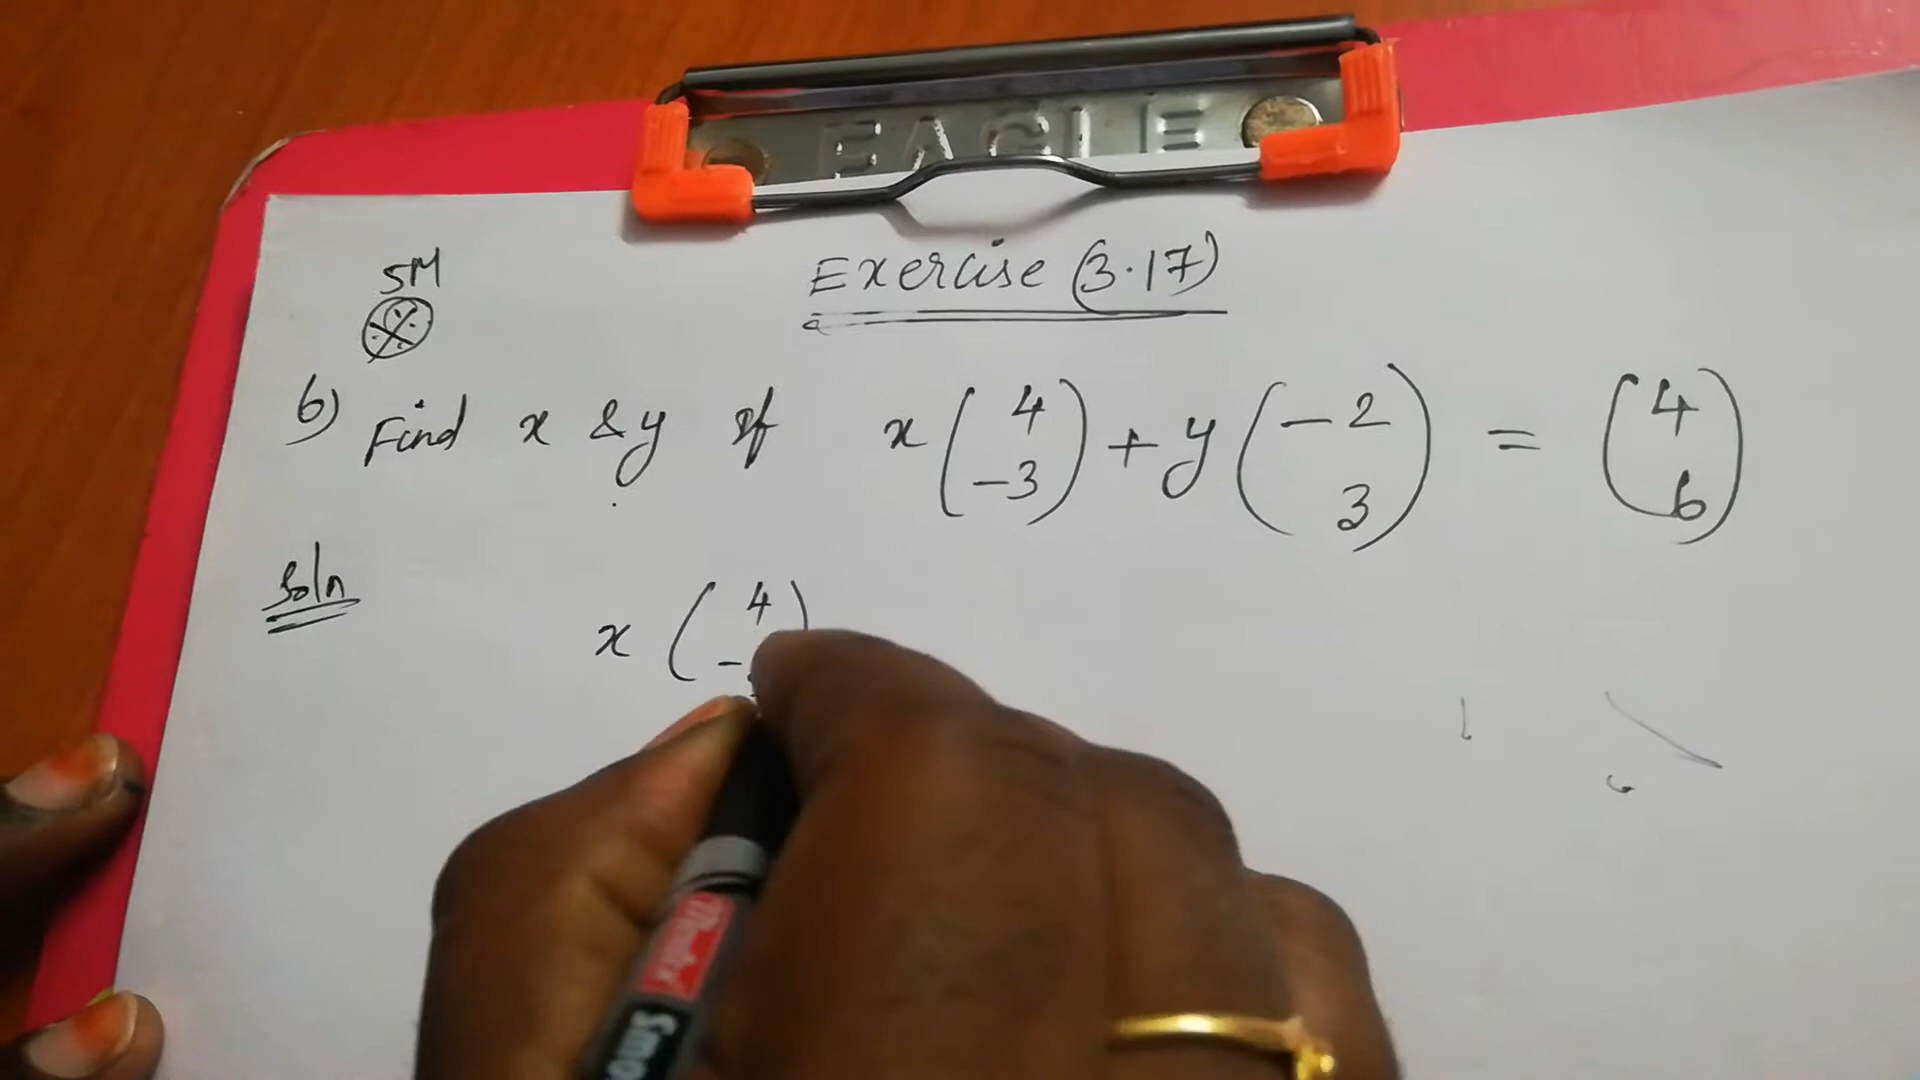 EAGLE
5M
Exercise (3.17)
6) Find x & y if x (4 -3) + y (-2 3) = (4 6)
Soln
x (4 -